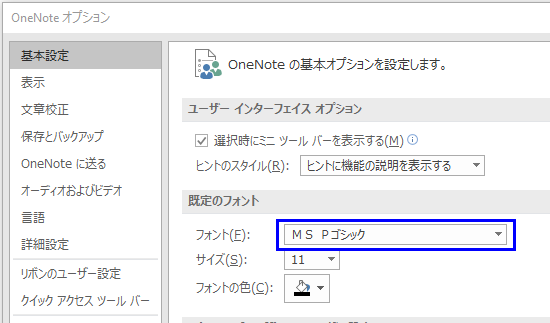 OneNote オプション
基本設定
表示
文章校正
保存とバックアップ
OneNote に送る
オーディオおよびビデオ
言語
詳細設定
リボンのユーザー設定
クイック アクセス ツール バー
OneNote の基本オプションを設定します。
ユーザー インターフェイス オプション
選択時にミニ ツール バーを表示する(M)
ヒントのスタイル(R): ヒントに機能の説明を表示する
既定のフォント
フォント(F): ＭＳ Ｐゴシック
サイズ(S): 11
フォントの色(C):